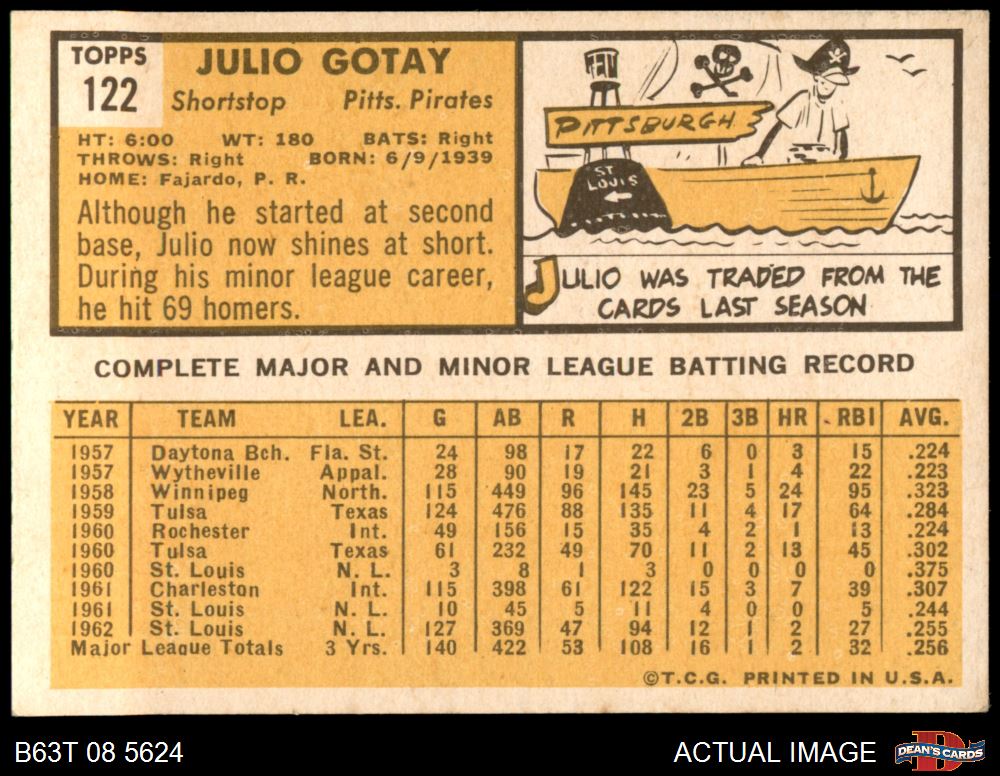 TOPPS
122
JULIO GOTAY
Shortstop Pitts. Pirates
HT: 6:00 WT: 180 BATS: Right
THROWS: Right BORN: 6/9/1939
HOME: Fajardo, P. R.
Although he started at second
base, Julio now shines at short.
During his minor league career,
he hit 69 homers.
PITTSBURGH
ST
LOUIS
JULIO WAS TRADED FROM THE
CARDS LAST SEASON
COMPLETE MAJOR AND MINOR LEAGUE BATTING RECORD
YEAR TEAM LEA. G AB R H 2B 3B HR RBI AVG.
1957 Daytona Bch. Fla. St. 24 98 17 22 6 0 3 15 .224
1957 Wytheville Appal. 28 90 19 21 3 1 4 22 .223
1958 Winnipeg North. 115 449 96 145 23 5 24 95 .323
1959 Tulsa Texas 124 476 88 135 11 4 17 64 .284
1960 Rochester Int. 49 156 15 35 4 2 1 13 .224
1960 Tulsa Texas 61 232 49 70 11 2 13 45 .302
1960 St. Louis N. L. 3 8 1 3 0 0 0 0 .375
1961 Charleston Int. 115 398 61 122 15 3 7 39 .307
1961 St. Louis N. L. 10 45 5 11 4 0 0 5 .244
1962 St. Louis N. L. 127 369 47 94 12 1 2 27 .255
Major League Totals 3 Yrs. 140 422 53 108 16 1 2 32 .256
©T.C.G. PRINTED IN U.S.A.
B63T 08 5624
ACTUAL IMAGE
DEAN'S CARDS